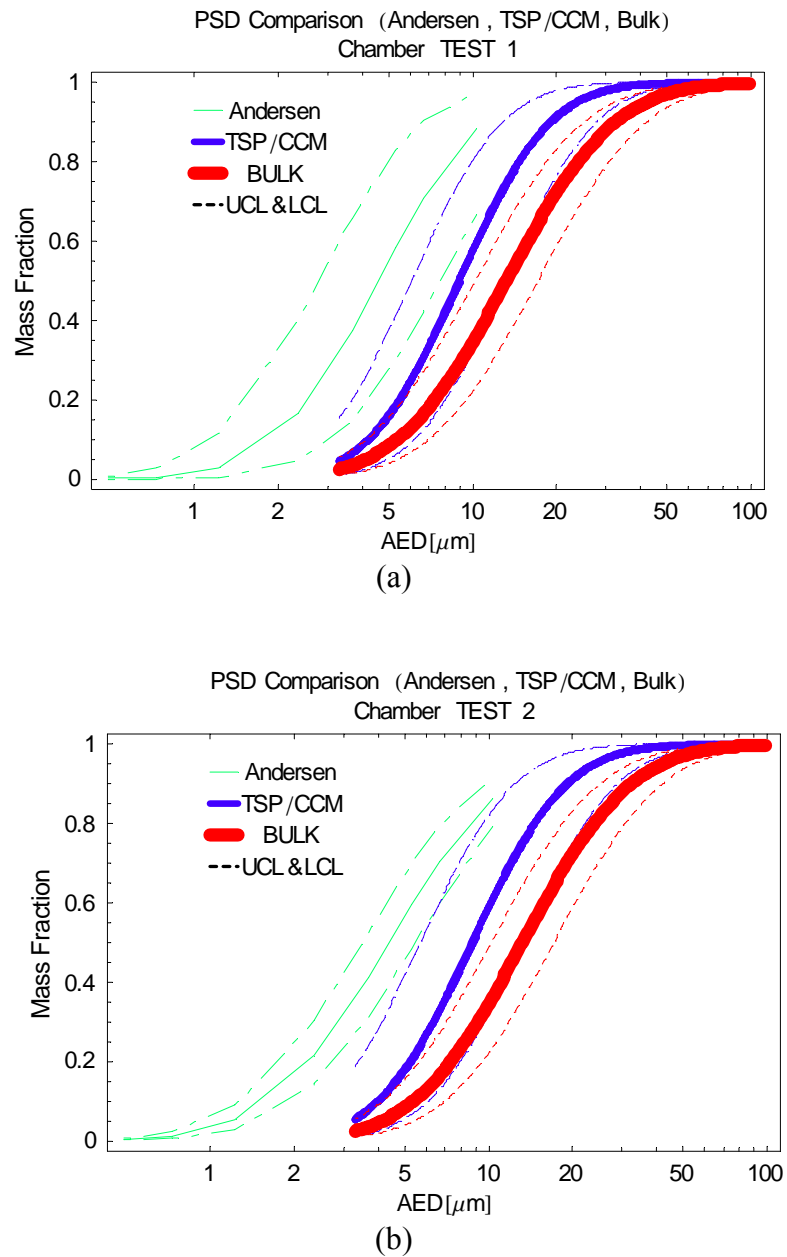 PSD Comparison (Andersen , TSP/CCM , Bulk)
Chamber TEST 1
1
0.8
0.6
0.4
0.2
0
Mass Fraction
Andersen
TSP/CCM
BULK
UCL & LCL
1 2 5 10 20 50 100
AED [μm]
(a)
PSD Comparison (Andersen , TSP/CCM , Bulk)
Chamber TEST 2
1
0.8
0.6
0.4
0.2
0
Mass Fraction
Andersen
TSP/CCM
BULK
UCL & LCL
1 2 5 10 20 50 100
AED [μm]
(b)